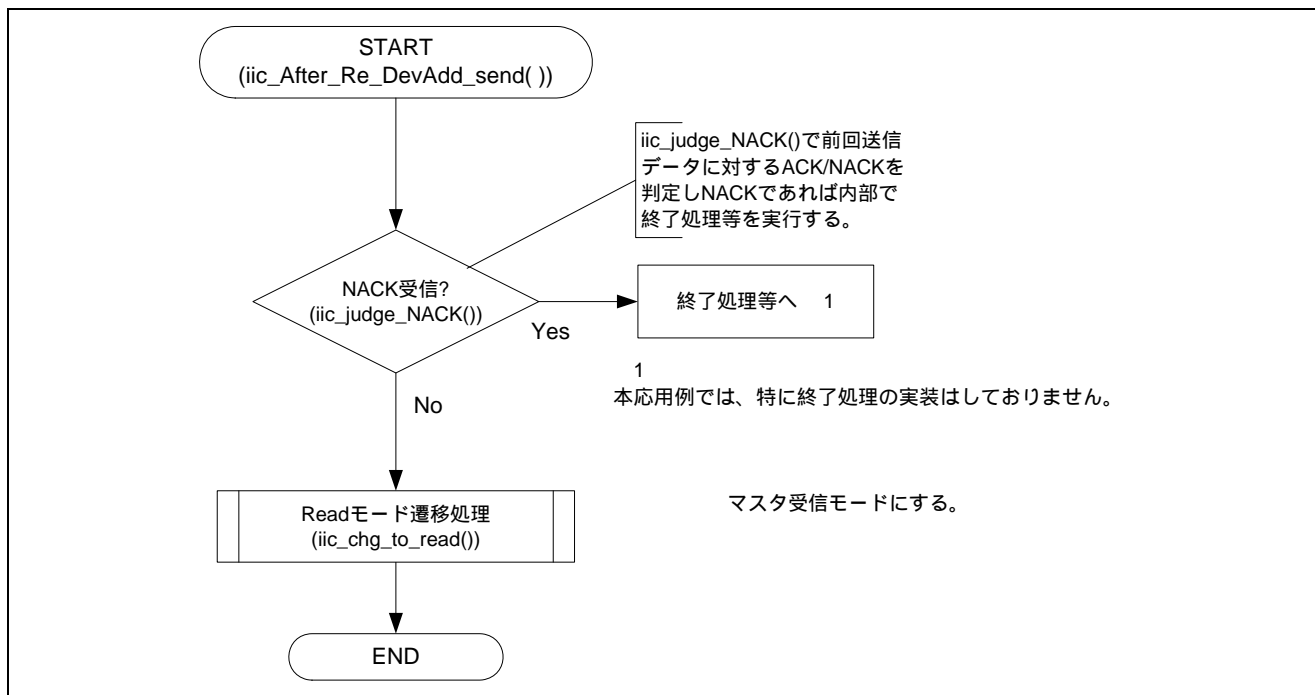 START
(iic_After_Re_DevAdd_send( ))
iic_judge_NACK()で前回送信
データに対するACK/NACKを
判定しNACKであれば内部で
終了処理等を実行する。
NACK受信?
(iic_judge_NACK())
Yes
終了処理等へ 1
1
本応用例では、特に終了処理の実装はしておりません。
No
Readモード遷移処理
(iic_chg_to_read())
マスタ受信モードにする。
END